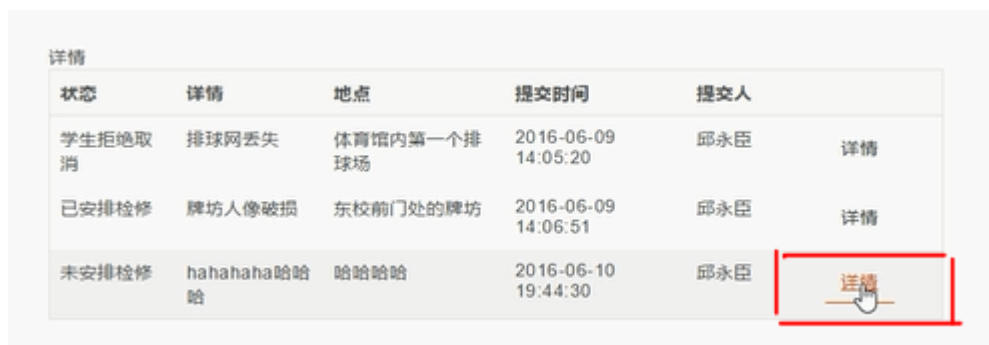 详情
状态 详情 地点 提交时间 提交人
学生拒绝取 排球网丢失 体育馆内第一个排 2016-06-09 邱永臣 详情
消 球场 14:05:20
已安排检修 牌坊人像破损 东校前门处的牌坊 2016-06-09 邱永臣 详情
14:06:51
未安排检修 hahahaha哈哈 哈哈哈哈 2016-06-10 邱永臣 详情
哈 19:44:30